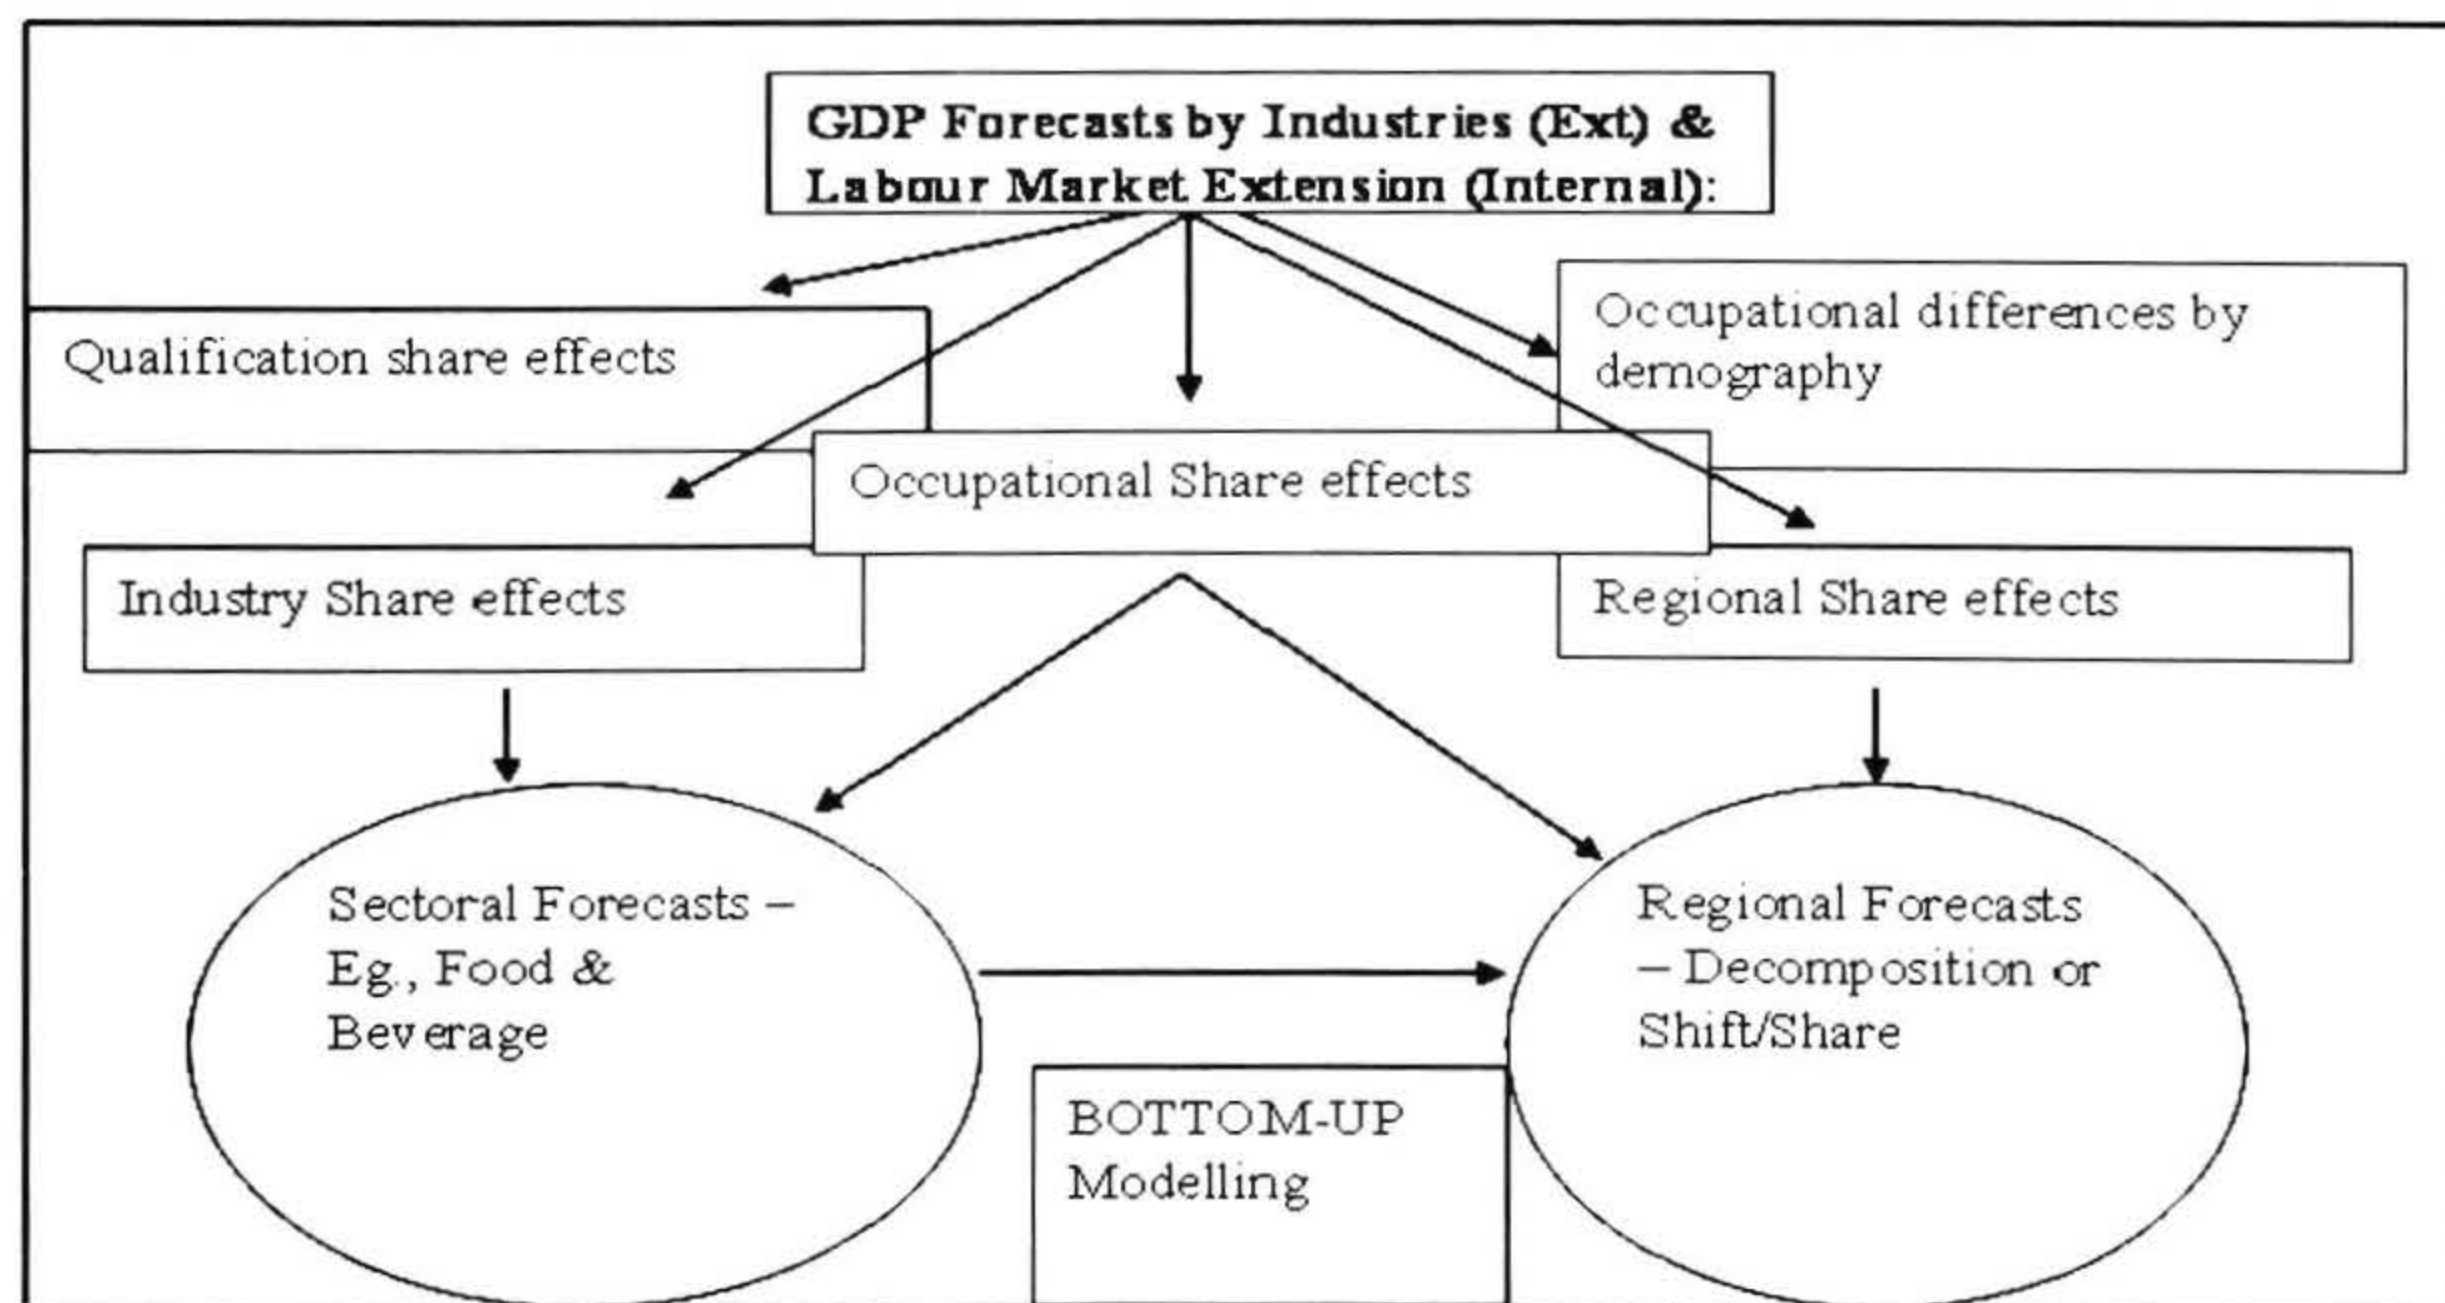 GDP Forecasts by Industries (Ext) &
Labour Market Extension (Internal):
Qualification share effects
Occupational differences by
demography
Occupational Share effects
Industry Share effects
Regional Share effects
Sectoral Forecasts –
Eg., Food &
Beverage
Regional Forecasts
– Decomposition or
Shift/Share
BOTTOM-UP
Modelling